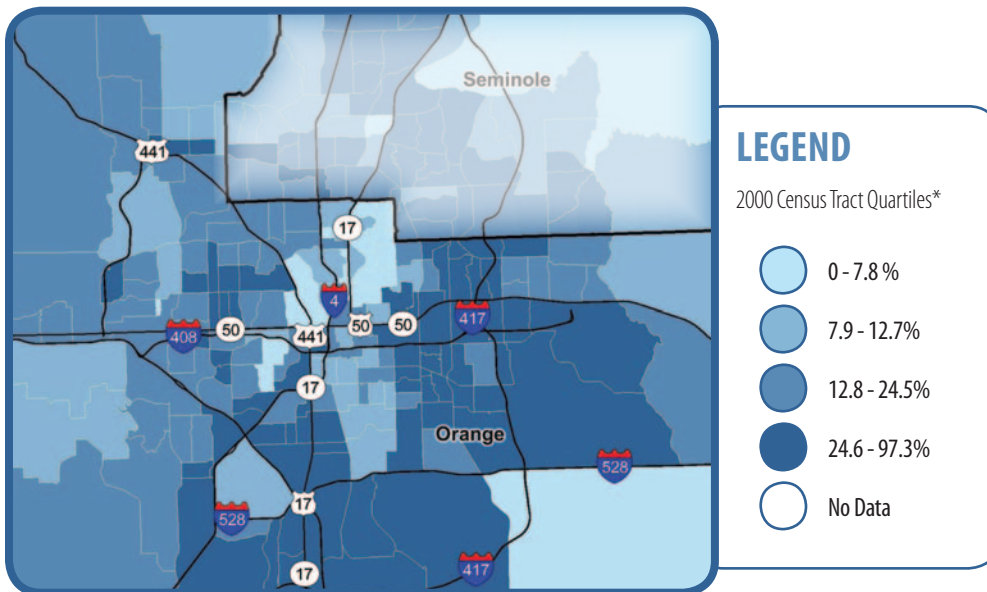 Seminole
441
17
4
417
50
50
50
441
408
17
Orange
528
17
528
417
17
LEGEND
2000 Census Tract Quartiles*
0 - 7.8 %
7.9 - 12.7%
12.8 - 24.5%
24.6 - 97.3%
No Data